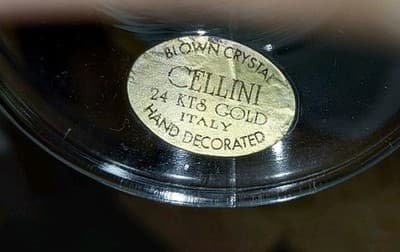 BLOWN CRYSTAL
CELLINI
24 KTS GOLD
ITALY
HAND DECORATED